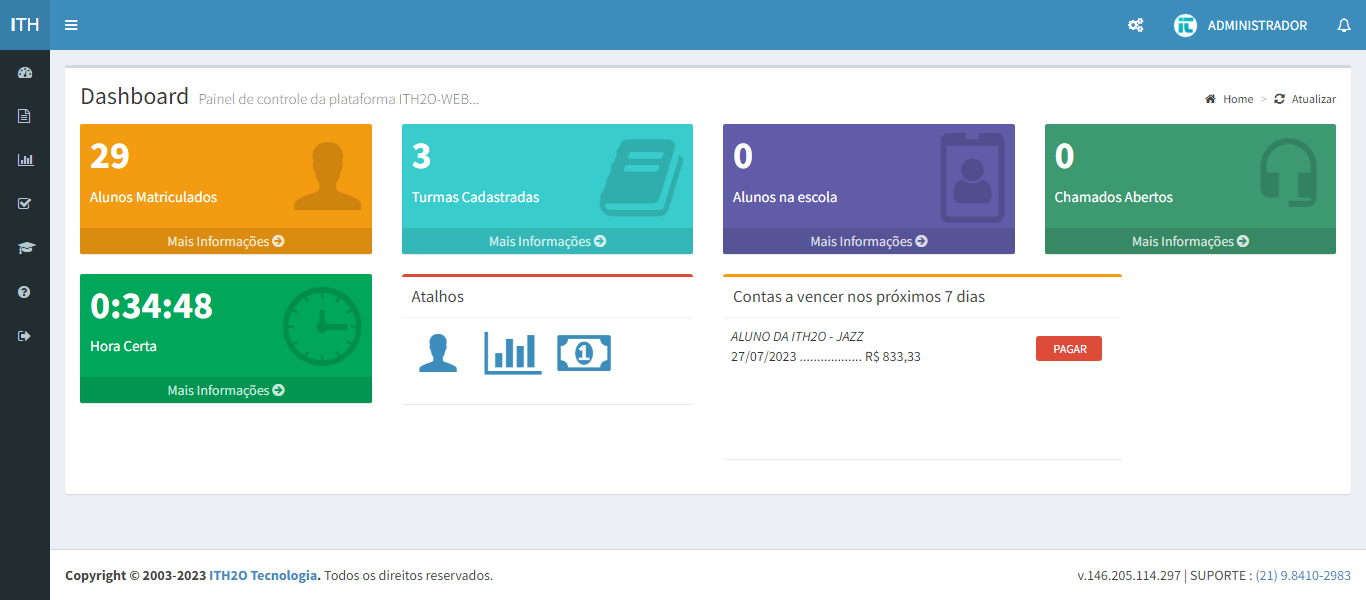 ITH
ADMINISTRADOR
Dashboard Painel de controle da plataforma ITH2O-WEB...
Home > Atualizar
29
Alunos Matriculados
Mais Informações
3
Turmas Cadastradas
Mais Informações
0
Alunos na escola
Mais Informações
0
Chamados Abertos
Mais Informações
0:34:48
Hora Certa
Mais Informações
Atalhos
1
Contas a vencer nos próximos 7 dias
ALUNO DA ITH2O - JAZZ
27/07/2023 .................. R$ 833,33
PAGAR
Copyright © 2003-2023 ITH2O Tecnologia. Todos os direitos reservados.
v.146.205.114.297 | SUPORTE : (21) 9.8410-2983